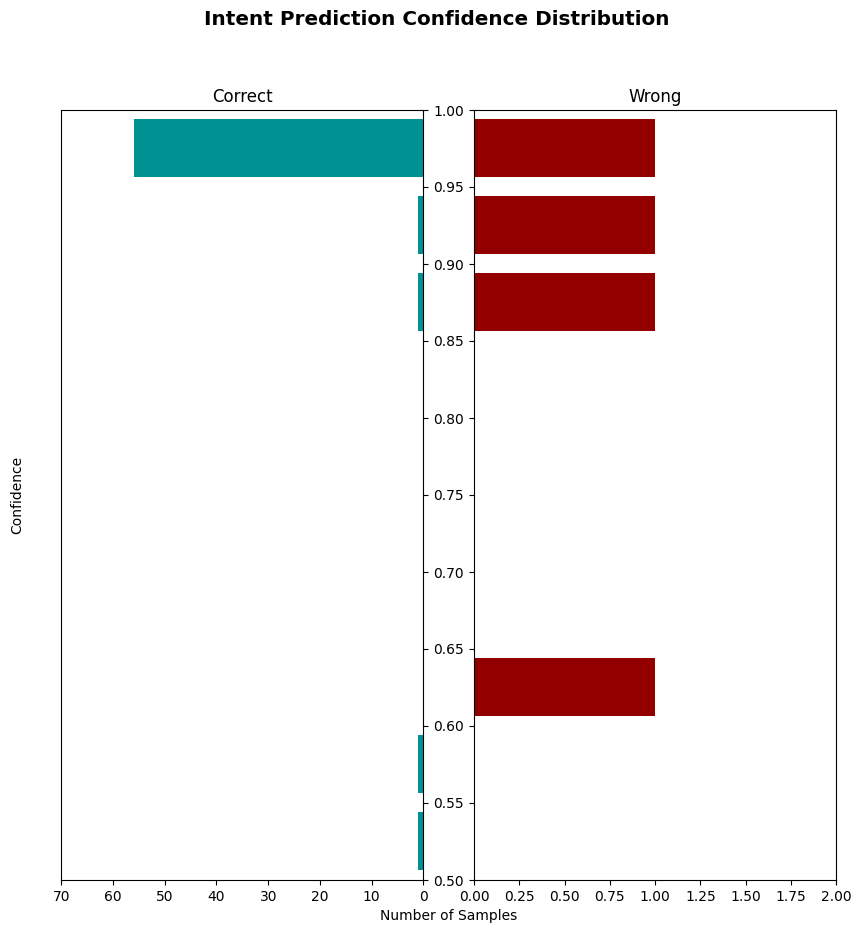 Intent Prediction Confidence Distribution
Correct
Wrong
1.00
0.95
0.90
0.85
0.80
0.75
0.70
0.65
0.60
0.55
0.50
Confidence
70 60 50 40 30 20 10 0
0.00 0.25 0.50 0.75 1.00 1.25 1.50 1.75 2.00
Number of Samples